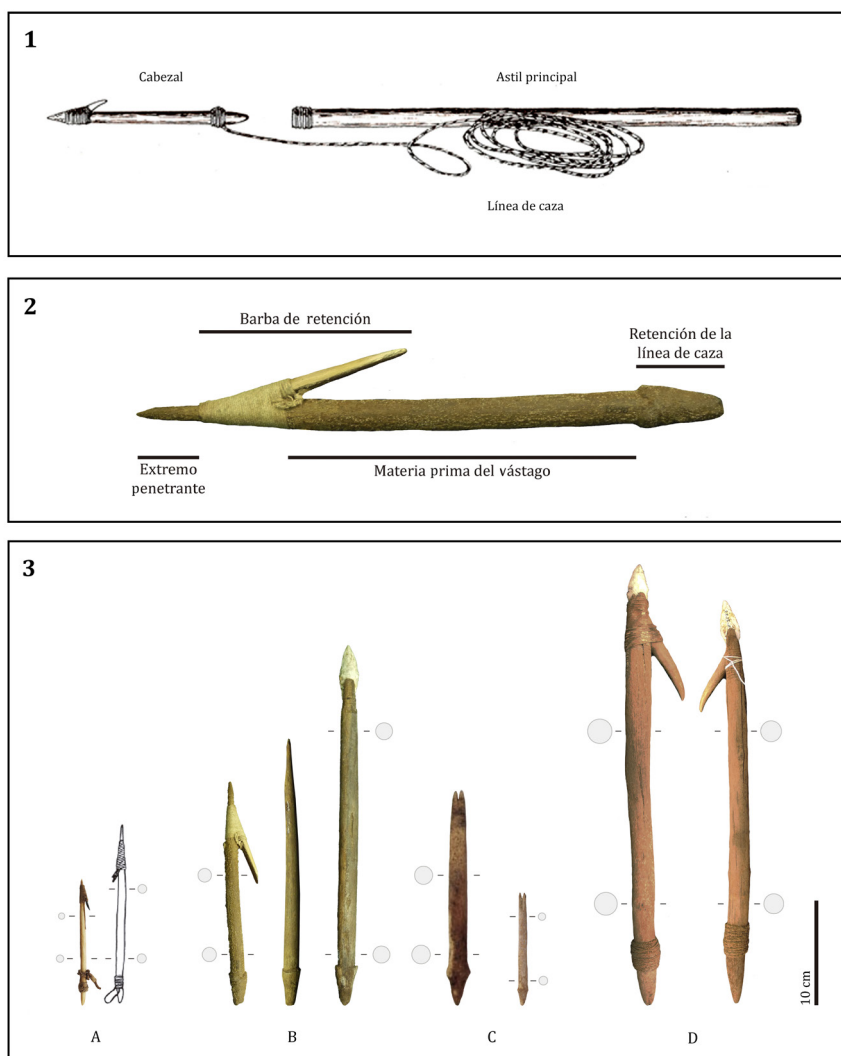 1
Cabezal
Astil principal
Línea de caza
2
Barba de retención
Retención de la
línea de caza
Extremo
penetrante
Materia prima del vástago
3
10 cm
A
B
C
D